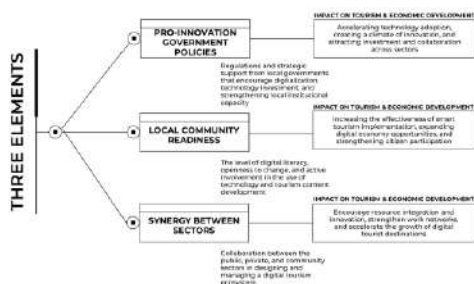 THREE ELEMENTS
PRO-INNOVATION
GOVERNMENT
POLICIES
Regulations and strategic
support from local governments
that encourage digitalization,
technology investment, and
strengthening local institutional
capacity
IMPACT ON TOURISM & ECONOMIC DEVELOPMENT
Accelerating technology adoption,
creating a climate of innovation, and
attracting investment and collaboration
across sectors
LOCAL COMMUNITY
READINESS
The level of digital literacy,
openness to change, and active
involvement in the use of
technology and tourism content
development
IMPACT ON TOURISM & ECONOMIC DEVELOPMENT
Increasing the effectiveness of smart
tourism implementation, expanding
digital economy opportunities, and
strengthening citizen participation
SYNERGY BETWEEN
SECTORS
Collaboration between the
public, private, and community
sectors in designing and
managing a digital tourism
ecosystem
IMPACT ON TOURISM & ECONOMIC DEVELOPMENT
Encourage resource integration and
innovation, strengthen work networks,
and accelerate the growth of digital
tourist destinations